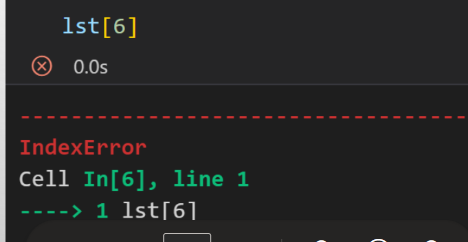 lst[6]
0.0s
---------------------------------------
IndexError
Cell In[6], line 1
----> 1 lst[6]